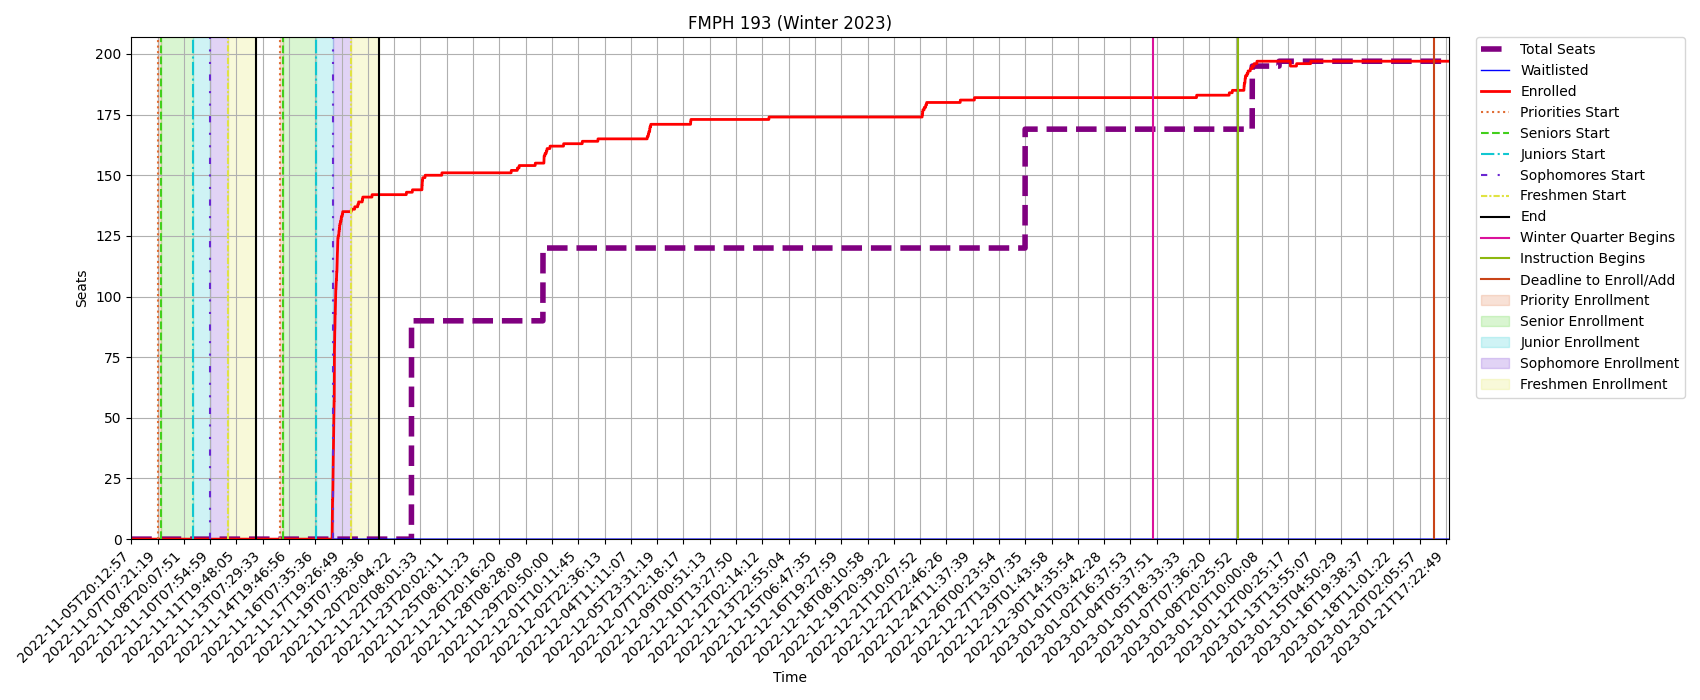 FMPH 193 (Winter 2023)
Seats
200
175
150
125
100
75
50
25
0
2022-11-05T20:12:57
2022-11-07T07:21:19
2022-11-08T20:07:51
2022-11-10T07:54:59
2022-11-11T19:48:05
2022-11-13T07:29:33
2022-11-14T19:46:56
2022-11-16T07:35:36
2022-11-17T19:26:49
2022-11-19T07:38:36
2022-11-20T20:04:22
2022-11-22T08:01:33
2022-11-23T20:02:11
2022-11-25T08:11:23
2022-11-26T20:16:20
2022-11-28T08:28:09
2022-11-29T20:50:00
2022-12-01T10:11:45
2022-12-02T22:36:13
2022-12-04T11:11:07
2022-12-05T23:31:19
2022-12-07T12:18:17
2022-12-09T00:51:13
2022-12-10T13:27:50
2022-12-12T02:14:12
2022-12-13T22:55:04
2022-12-15T06:47:35
2022-12-16T19:27:59
2022-12-18T08:10:58
2022-12-19T20:39:22
2022-12-21T10:07:52
2022-12-22T22:46:26
2022-12-24T11:37:39
2022-12-26T00:23:54
2022-12-27T13:07:35
2022-12-29T01:43:58
2022-12-30T14:35:54
2023-01-01T03:42:28
2023-01-02T16:37:53
2023-01-04T05:37:51
2023-01-05T18:33:33
2023-01-07T07:36:20
2023-01-08T20:25:52
2023-01-10T10:00:08
2023-01-12T00:25:17
2023-01-13T13:55:07
2023-01-15T04:50:29
2023-01-16T19:38:37
2023-01-18T11:01:22
2023-01-20T02:05:57
2023-01-21T17:22:49
Time
Total Seats
Waitlisted
Enrolled
Priorities Start
Seniors Start
Juniors Start
Sophomores Start
Freshmen Start
End
Winter Quarter Begins
Instruction Begins
Deadline to Enroll/Add
Priority Enrollment
Senior Enrollment
Junior Enrollment
Sophomore Enrollment
Freshmen Enrollment